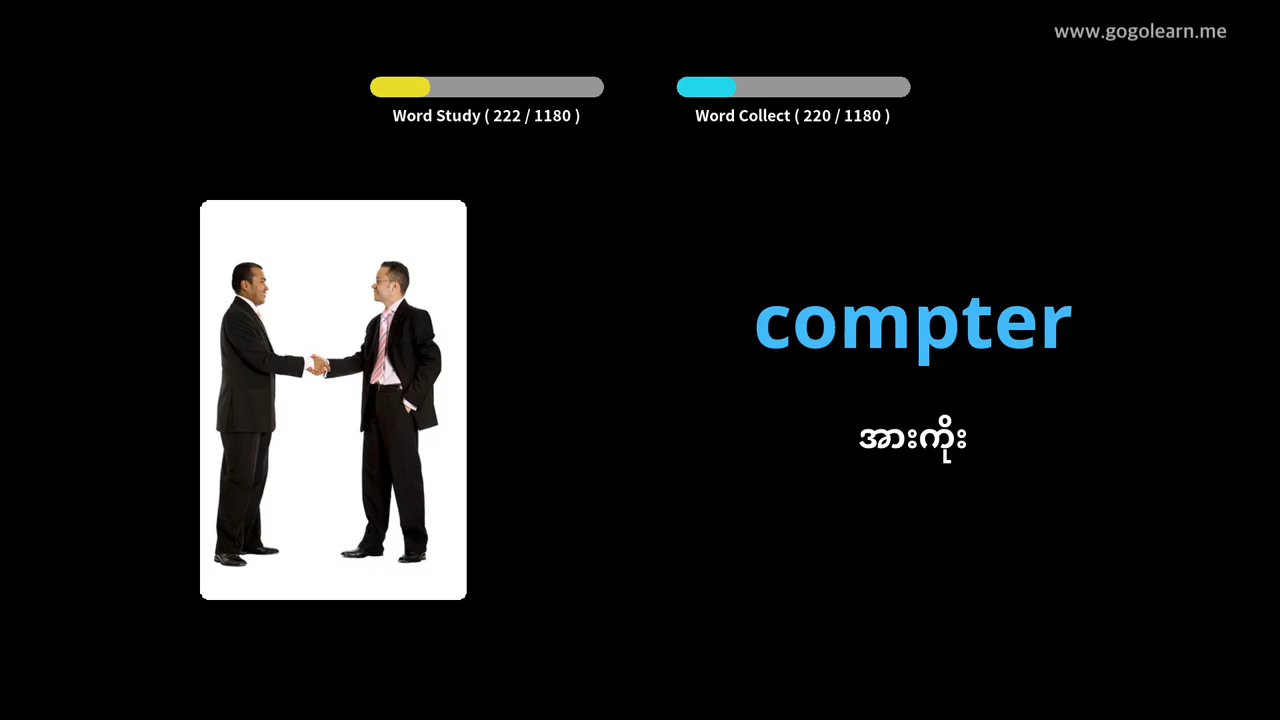 www.gogolearn.me
Word Study ( 222 / 1180 )
Word Collect ( 220 / 1180 )
compter
အားကိုး